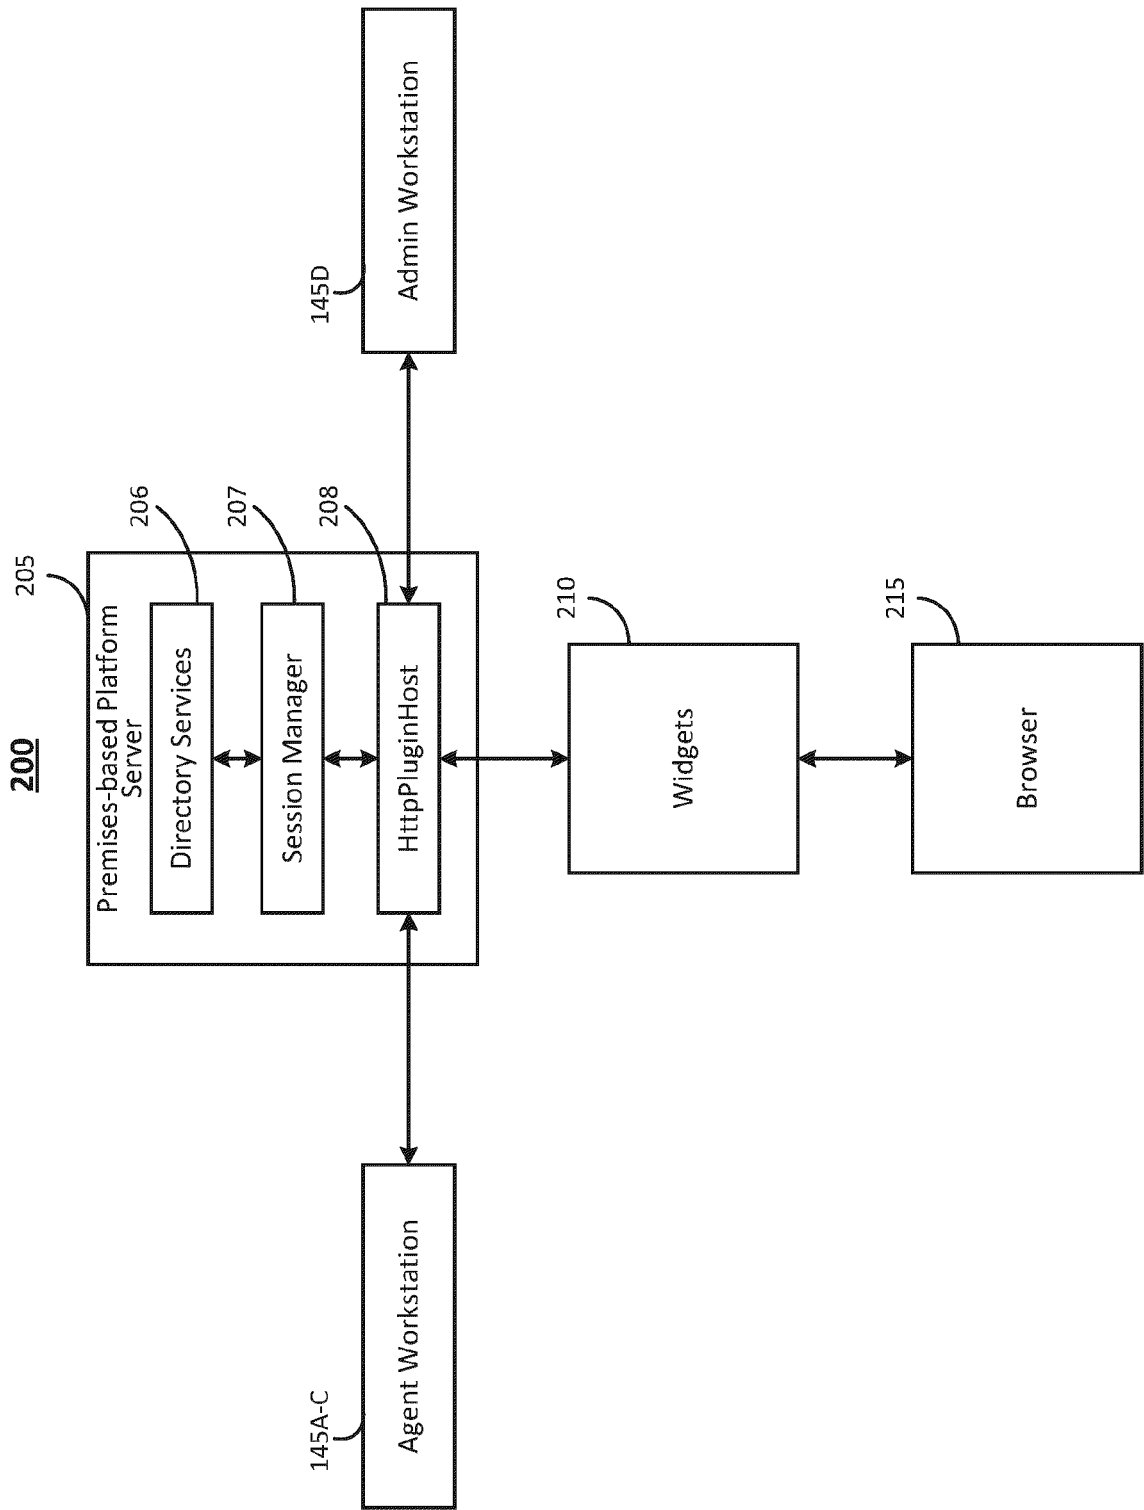 200
205
Premises-based Platform
Server
206
Directory Services
207
Session Manager
208
HttpPluginHost
145A-C
Agent Workstation
145D
Admin Workstation
210
Widgets
215
Browser